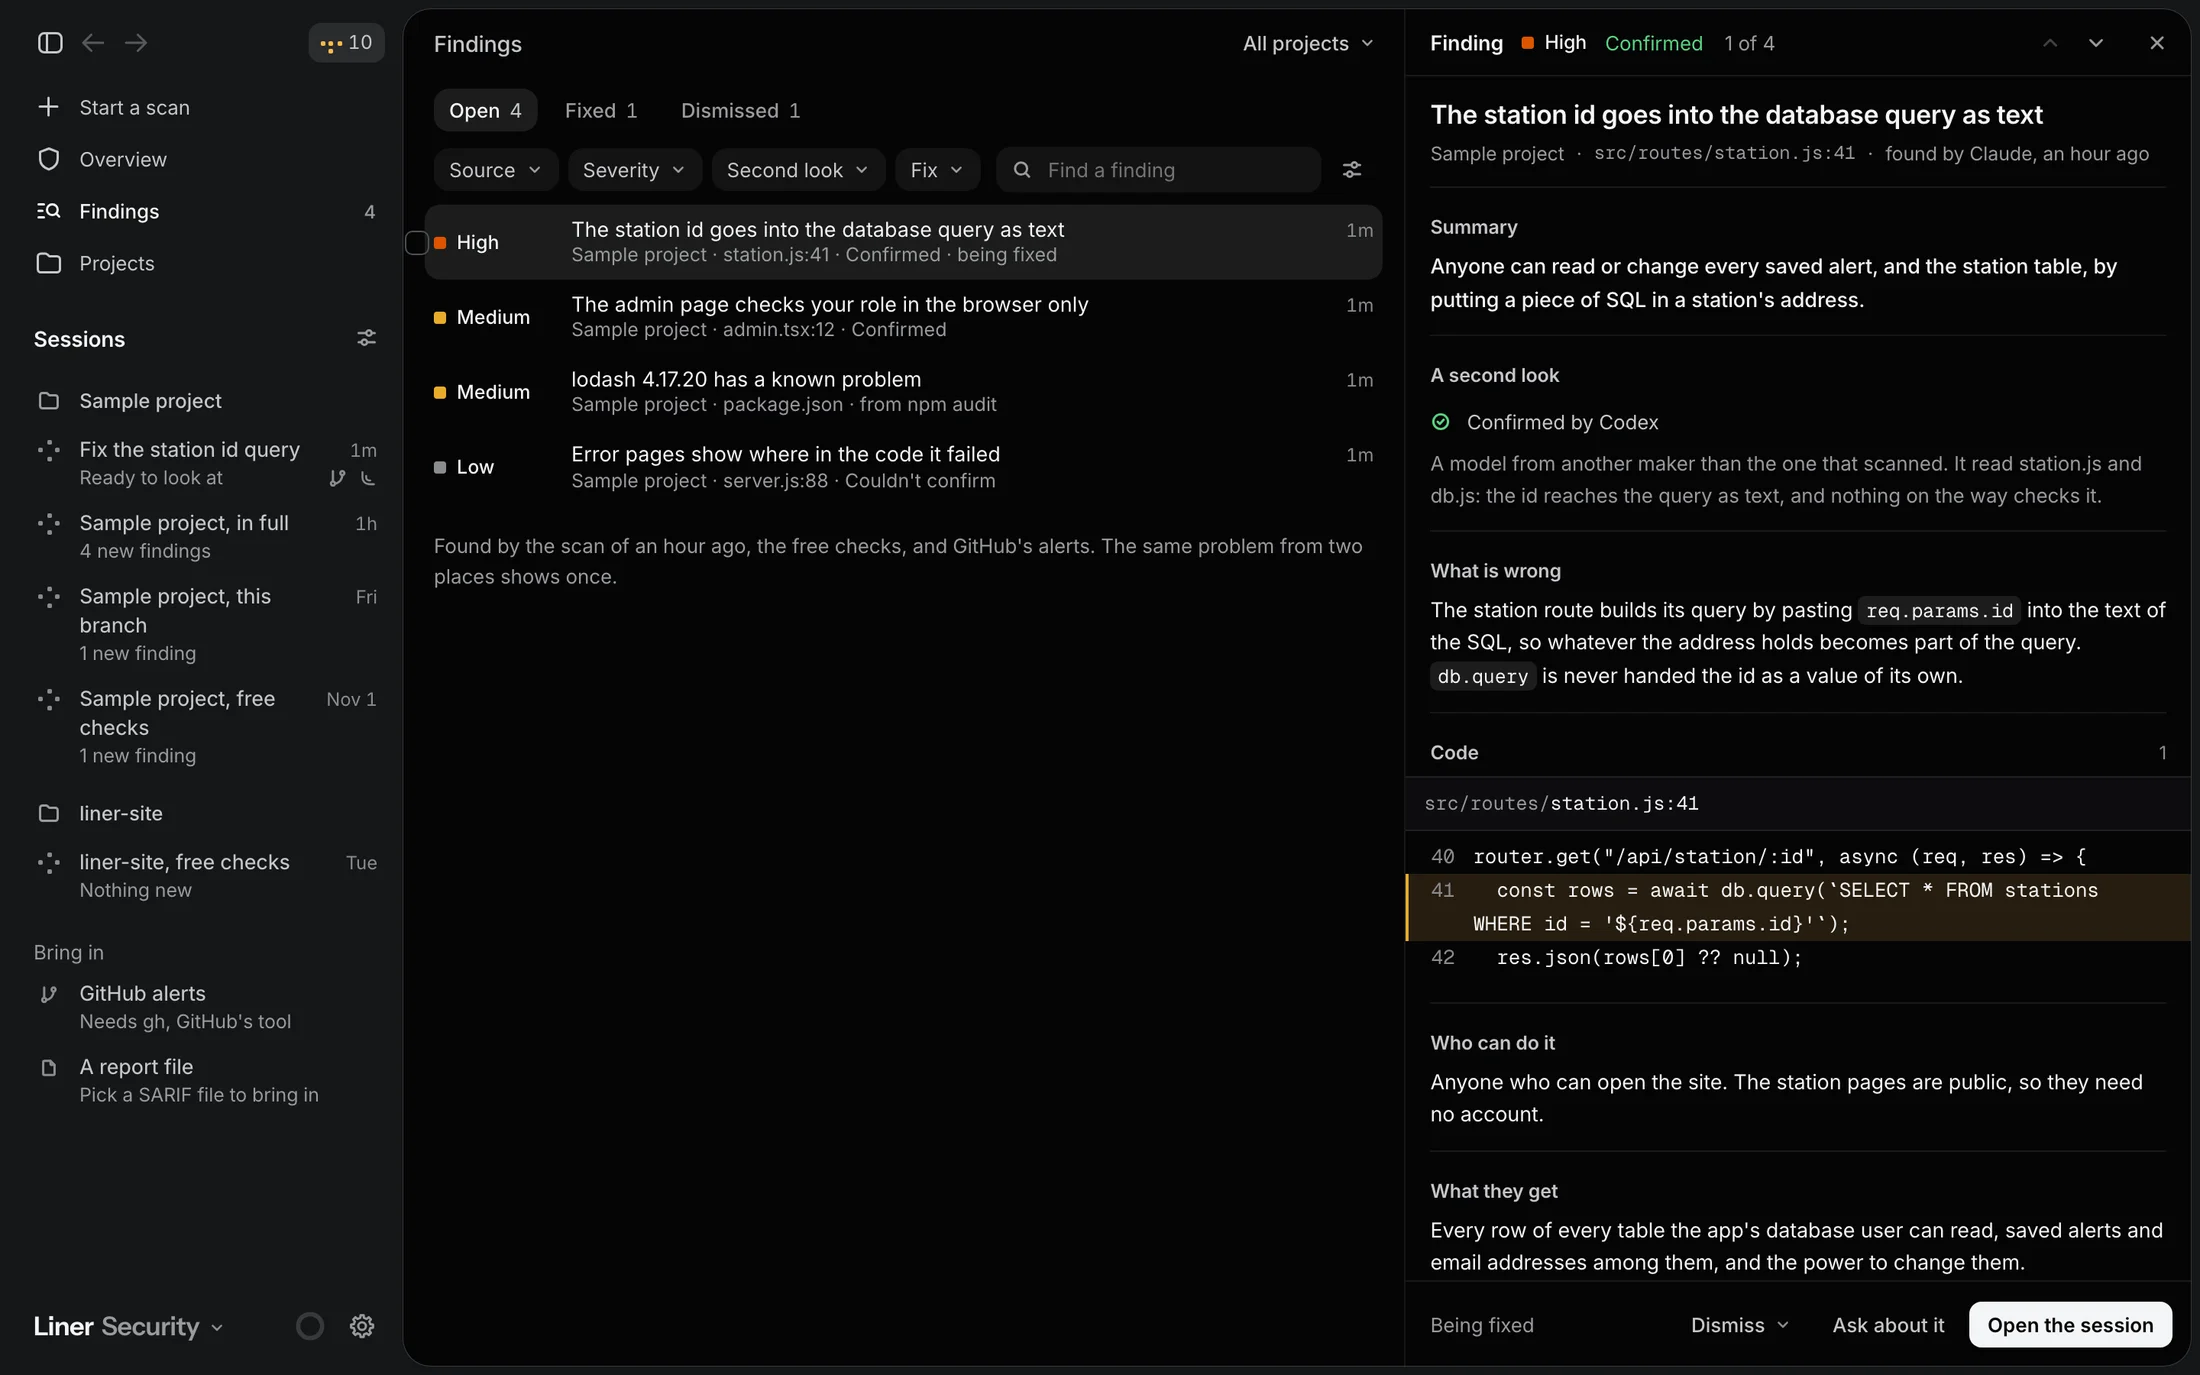 10
Start a scan
Overview
Findings 4
Projects
Sessions
Sample project
Fix the station id query 1m
Ready to look at
Sample project, in full 1h
4 new findings
Sample project, this Fri
branch
1 new finding
Sample project, free Nov 1
checks
1 new finding
liner-site
liner-site, free checks Tue
Nothing new
Bring in
GitHub alerts
Needs gh, GitHub's tool
A report file
Pick a SARIF file to bring in
Liner Security
Findings All projects
Open 4 Fixed 1 Dismissed 1
Source Severity Second look Fix Find a finding
High The station id goes into the database query as text 1m
Sample project · station.js:41 · Confirmed · being fixed
Medium The admin page checks your role in the browser only 1m
Sample project · admin.tsx:12 · Confirmed
Medium lodash 4.17.20 has a known problem 1m
Sample project · package.json · from npm audit
Low Error pages show where in the code it failed 1m
Sample project · server.js:88 · Couldn't confirm
Found by the scan of an hour ago, the free checks, and GitHub's alerts. The same problem from two
places shows once.
Finding High Confirmed 1 of 4
The station id goes into the database query as text
Sample project · src/routes/station.js:41 · found by Claude, an hour ago
Summary
Anyone can read or change every saved alert, and the station table, by
putting a piece of SQL in a station's address.
A second look
Confirmed by Codex
A model from another maker than the one that scanned. It read station.js and
db.js: the id reaches the query as text, and nothing on the way checks it.
What is wrong
The station route builds its query by pasting req.params.id into the text of
the SQL, so whatever the address holds becomes part of the query.
db.query is never handed the id as a value of its own.
Code 1
src/routes/station.js:41
40 router.get("/api/station/:id", async (req, res) => {
41 const rows = await db.query(`SELECT * FROM stations
WHERE id = '${req.params.id}'`);
42 res.json(rows[0] ?? null);
Who can do it
Anyone who can open the site. The station pages are public, so they need
no account.
What they get
Every row of every table the app's database user can read, saved alerts and
email addresses among them, and the power to change them.
Being fixed Dismiss Ask about it Open the session